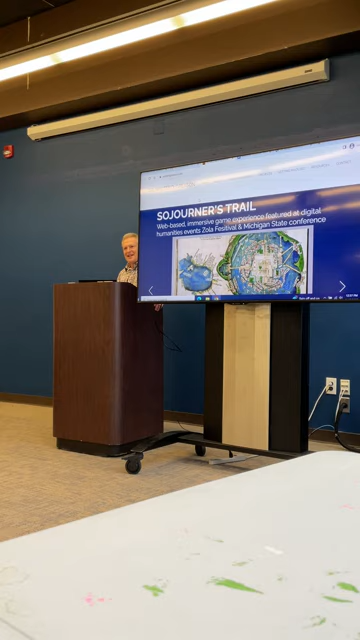 SOJOURNER'S TRAIL
Web-based, immersive game experience featured at digital
humanities events Zola Festival & Michigan State conference